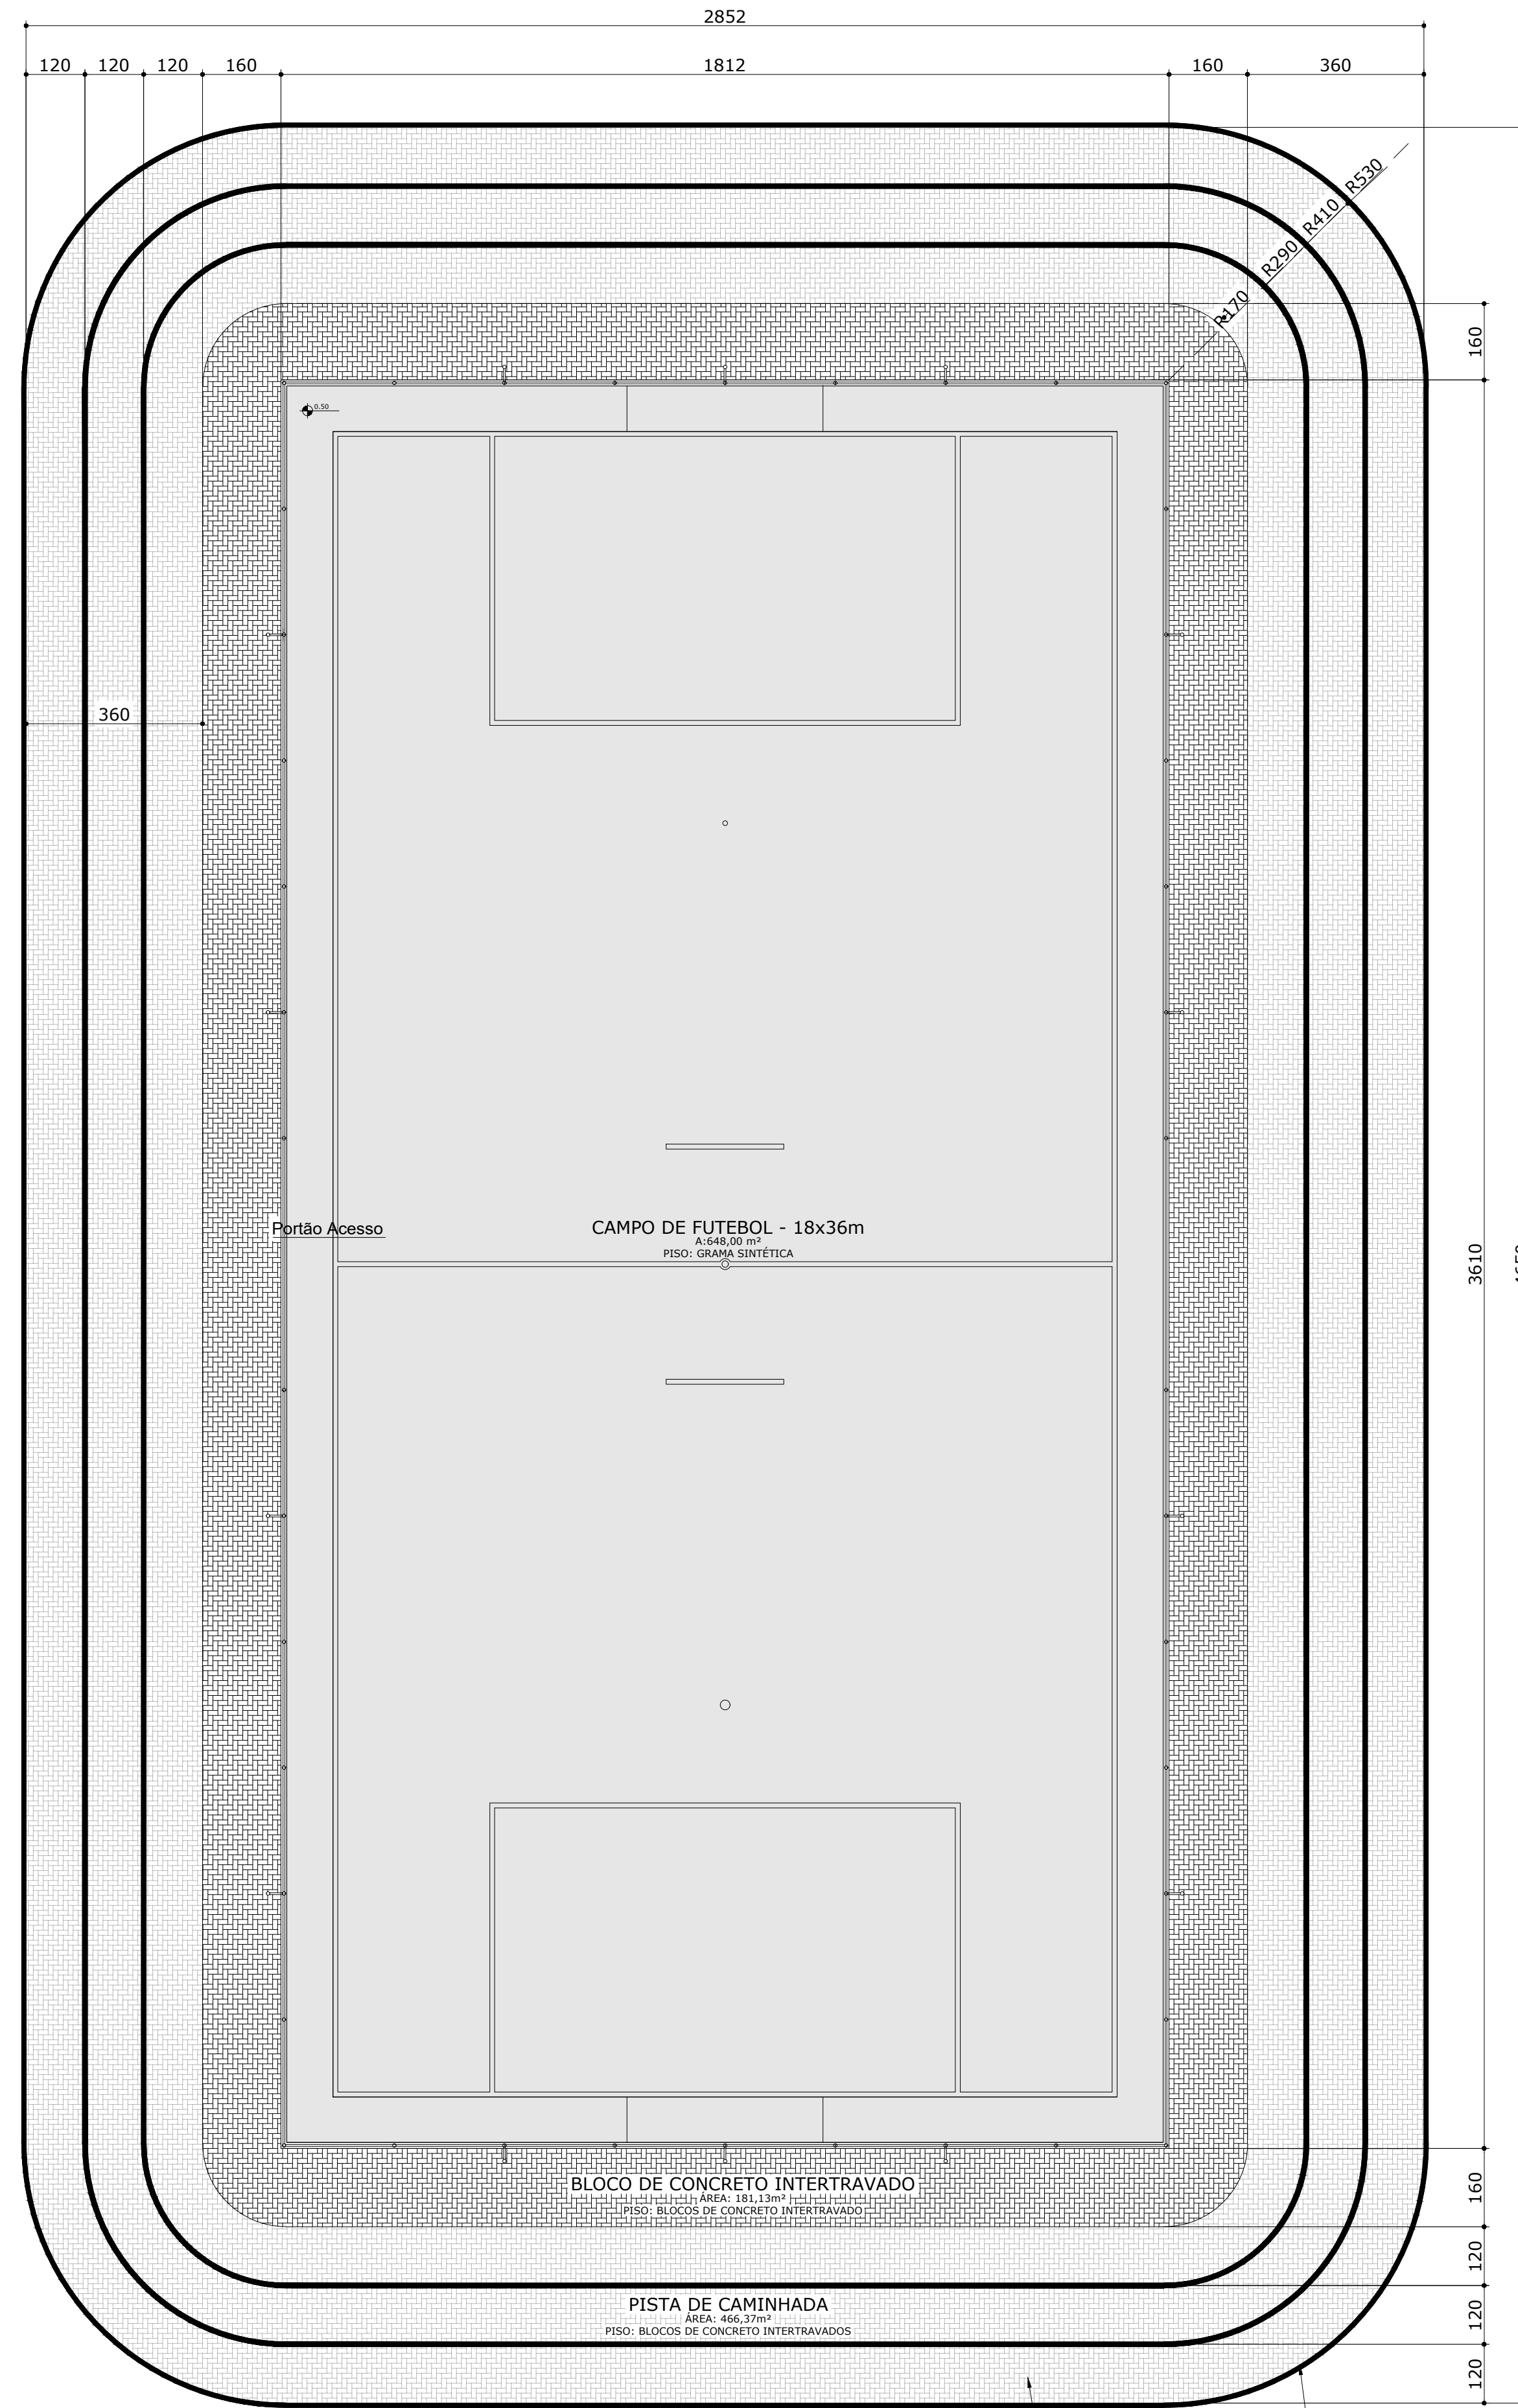 2852
120 120 120 160 1812 160 360
R530
R410
R290
R170
160
0.50
360
Portão Acesso
CAMPO DE FUTEBOL - 18x36m
A:648,00 m²
PISO: GRAMA SINTÉTICA
3610
BLOCO DE CONCRETO INTERTRAVADO
ÁREA: 181,13m²
PISO: BLOCOS DE CONCRETO INTERTRAVADO
160
120
PISTA DE CAMINHADA
ÁREA: 466,37m²
PISO: BLOCOS DE CONCRETO INTERTRAVADOS
120
120